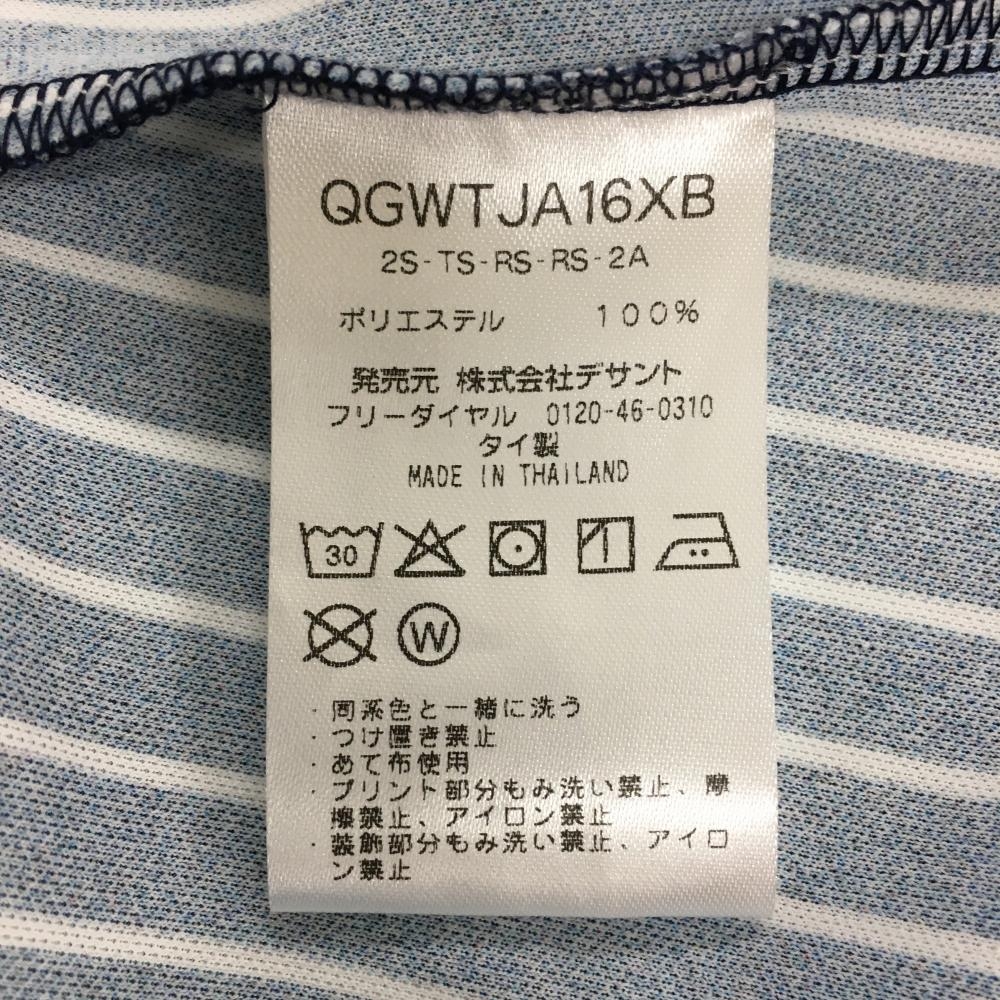 QGWTJA16XB
2S-TS-RS-RS-2A
ポリエステル 100%
発売元 株式会社デサント
フリーダイヤル 0120-46-0310
タイ製
MADE IN THAILAND
30
W
・同系色と一緒に洗う
・つけ置き禁止
・あて布使用
・プリント部分もみ洗い禁止、摩
擦禁止、アイロン禁止
・装飾部分もみ洗い禁止、アイロ
ン禁止